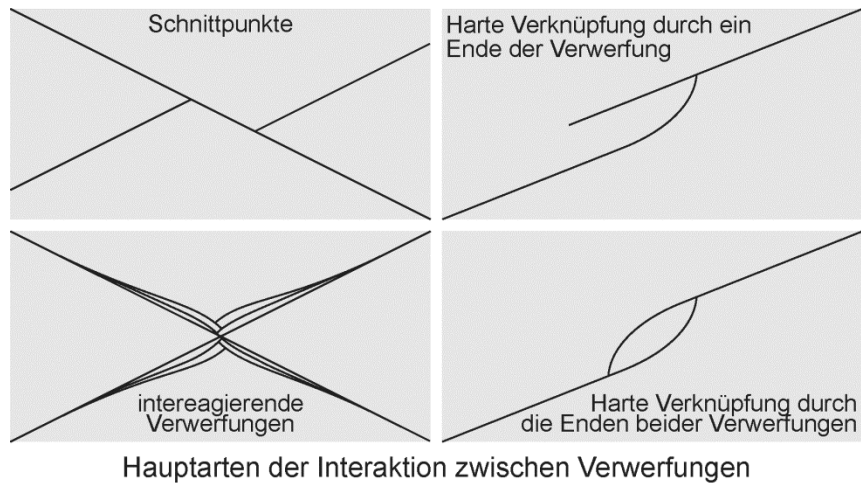 Schnittpunkte
Harte Verknüpfung durch ein
Ende der Verwerfung
intereagierende
Verwerfungen
Harte Verknüpfung durch
die Enden beider Verwerfungen
Hauptarten der Interaktion zwischen Verwerfungen